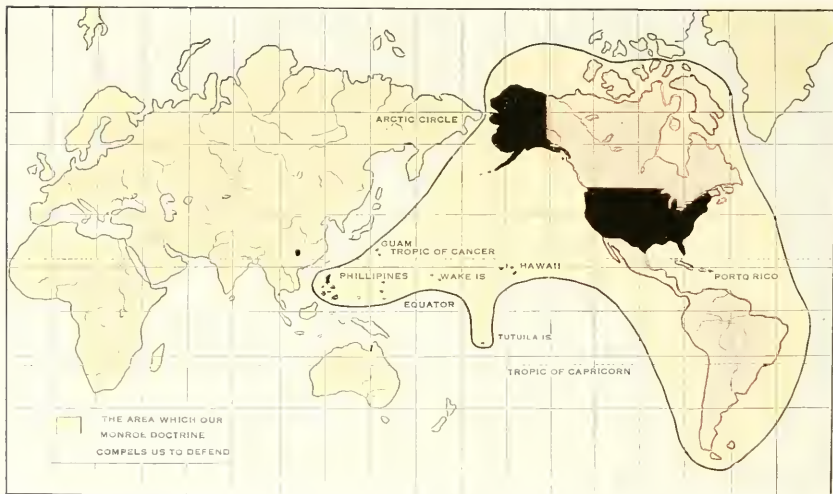 ARCTIC CIRCLE
GUAM
TROPIC OF CANCER
PHILLIPINES
WAKE IS
HAWAII
PORTO RICO
EQUATOR
TUTUILA IS.
TROPIC OF CAPRICORN
THE AREA WHICH OUR
MONROE DOCTRINE
COMPELS US TO DEFEND